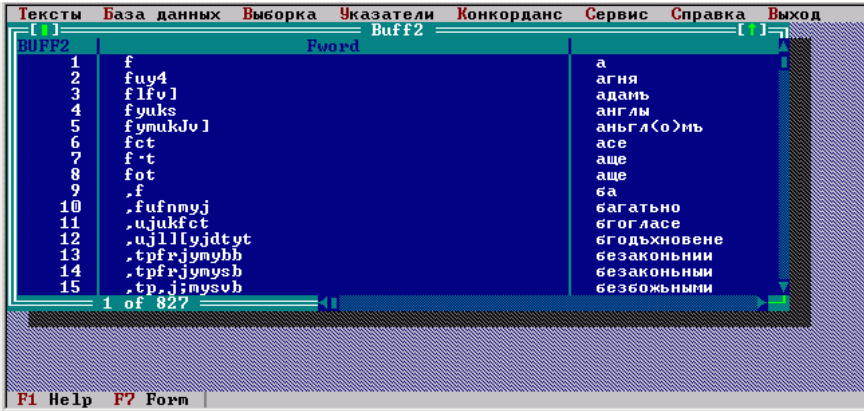 Тексты База данных Выборка Указатели Конкорданс Сервис Справка Выход
[ ] Buff2 [↑]
BUFF2 Fword
1 f а
2 fuy4 агня
3 flfv] адамъ
4 fyuks англы
5 fymukJv] аньгл(о)мъ
6 fct асе
7 f·t аще
8 fot аще
9 ,f ба
10 ,fufnmyj багатьно
11 ,ujukfct бгогласе
12 ,ujl][yjdtyt бгодъхновене
13 ,tpfrjymybb безаконьнии
14 ,tpfrjymysb безаконьныи
15 ,tp,j;mysvb безбожьными
1 of 827
F1 Help F7 Form